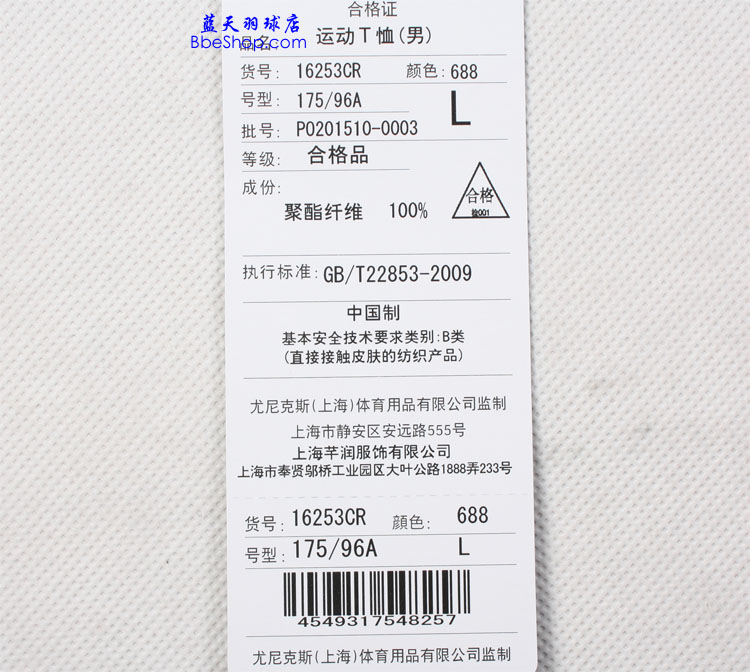 合格证
蓝天羽球店
BbeShop.com
品名: 运动T恤(男)
货号: 16253CR 颜色: 688
号型: 175/96A L
批号: PO201510-0003
等级: 合格品
成份:
聚酯纤维 100%
合格
检001
执行标准: GB/T22853-2009
中国制
基本安全技术要求类别:B类
(直接接触皮肤的纺织产品)
尤尼克斯(上海)体育用品有限公司监制
上海市静安区安远路555号
上海芊润服饰有限公司
上海市奉贤邬桥工业园区大叶公路1888弄233号
货号: 16253CR 顔色: 688
号型: 175/96A L
4549317548257
尤尼克斯(上海)体育用品有限公司监制